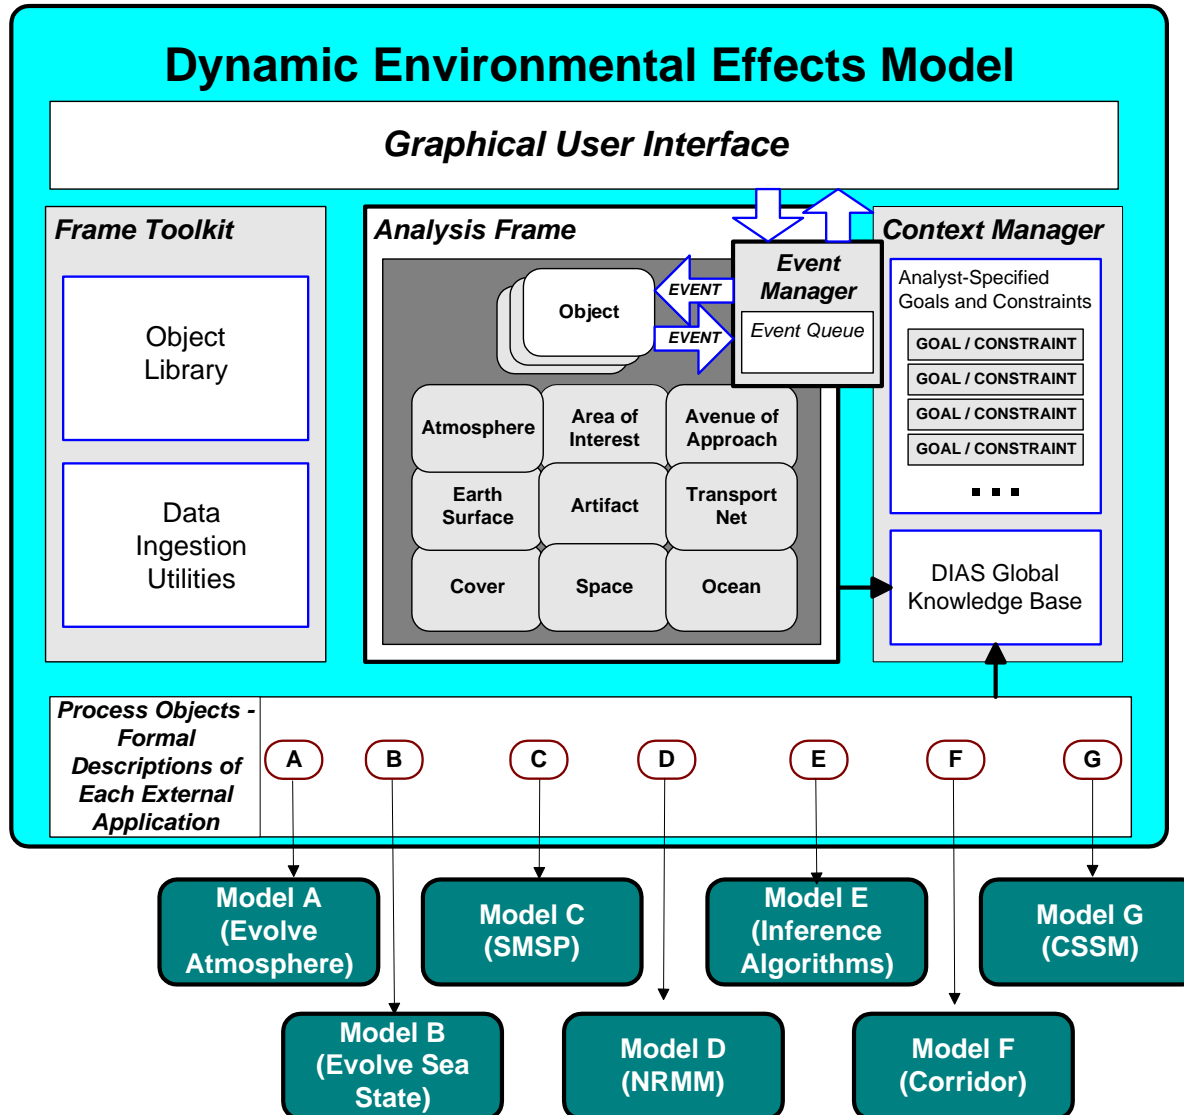 Dynamic Environmental Effects Model
Graphical User Interface
Frame Toolkit
Object
Library
Data
Ingestion
Utilities
Analysis Frame
Object
EVENT
EVENT
Event
Manager
Event Queue
Atmosphere
Area of
Interest
Avenue of
Approach
Earth
Surface
Artifact
Transport
Net
Cover
Space
Ocean
Context Manager
Analyst-Specified
Goals and Constraints
GOAL / CONSTRAINT
GOAL / CONSTRAINT
GOAL / CONSTRAINT
GOAL / CONSTRAINT
...
DIAS Global
Knowledge Base
Process Objects -
Formal
Descriptions of
Each External
Application
A
B
C
D
E
F
G
Model A
(Evolve
Atmosphere)
Model C
(SMSP)
Model E
(Inference
Algorithms)
Model G
(CSSM)
Model B
(Evolve Sea
State)
Model D
(NRMM)
Model F
(Corridor)